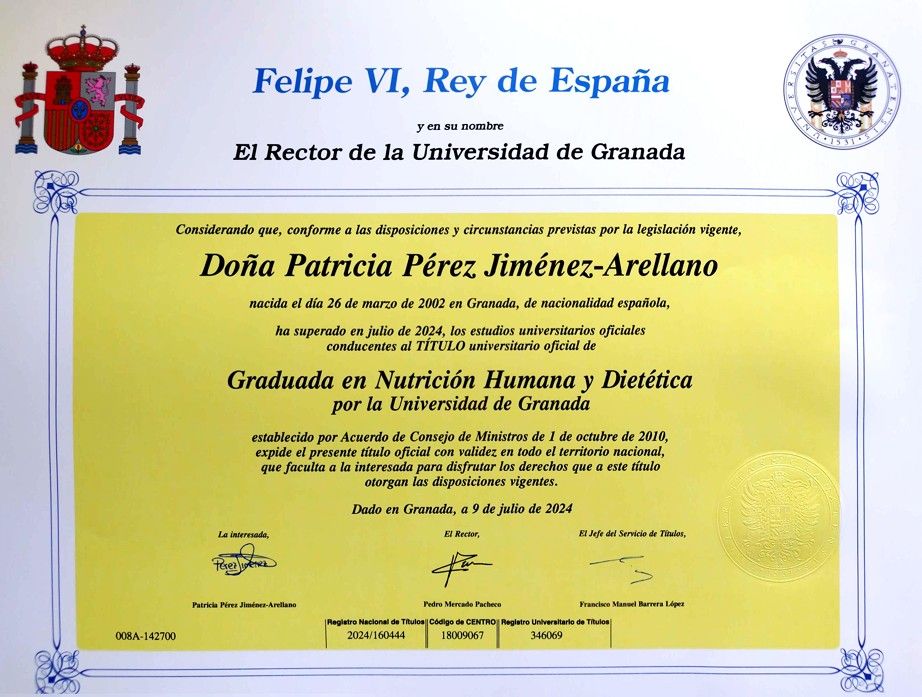 Felipe VI, Rey de España
y en su nombre
El Rector de la Universidad de Granada
UNIVERSITAS GRANATENSIS
1531
Considerando que, conforme a las disposiciones y circunstancias previstas por la legislación vigente,
Doña Patricia Pérez Jiménez-Arellano
nacida el día 26 de marzo de 2002 en Granada, de nacionalidad española,
ha superado en julio de 2024, los estudios universitarios oficiales
conducentes al TÍTULO universitario oficial de
Graduada en Nutrición Humana y Dietética
por la Universidad de Granada
establecido por Acuerdo de Consejo de Ministros de 1 de octubre de 2010,
expide el presente título oficial con validez en todo el territorio nacional,
que faculta a la interesada para disfrutar los derechos que a este título
otorgan las disposiciones vigentes.
Dado en Granada, a 9 de julio de 2024
La interesada,
El Rector,
El Jefe del Servicio de Títulos,
Perez Jiménez
Patricia Pérez Jiménez-Arellano
Pedro Mercado Pacheco
Francisco Manuel Barrera López
Registro Nacional de Títulos
Código de CENTRO
Registro Universitario de Títulos
008A-142700
2024/160444
18009067
346069